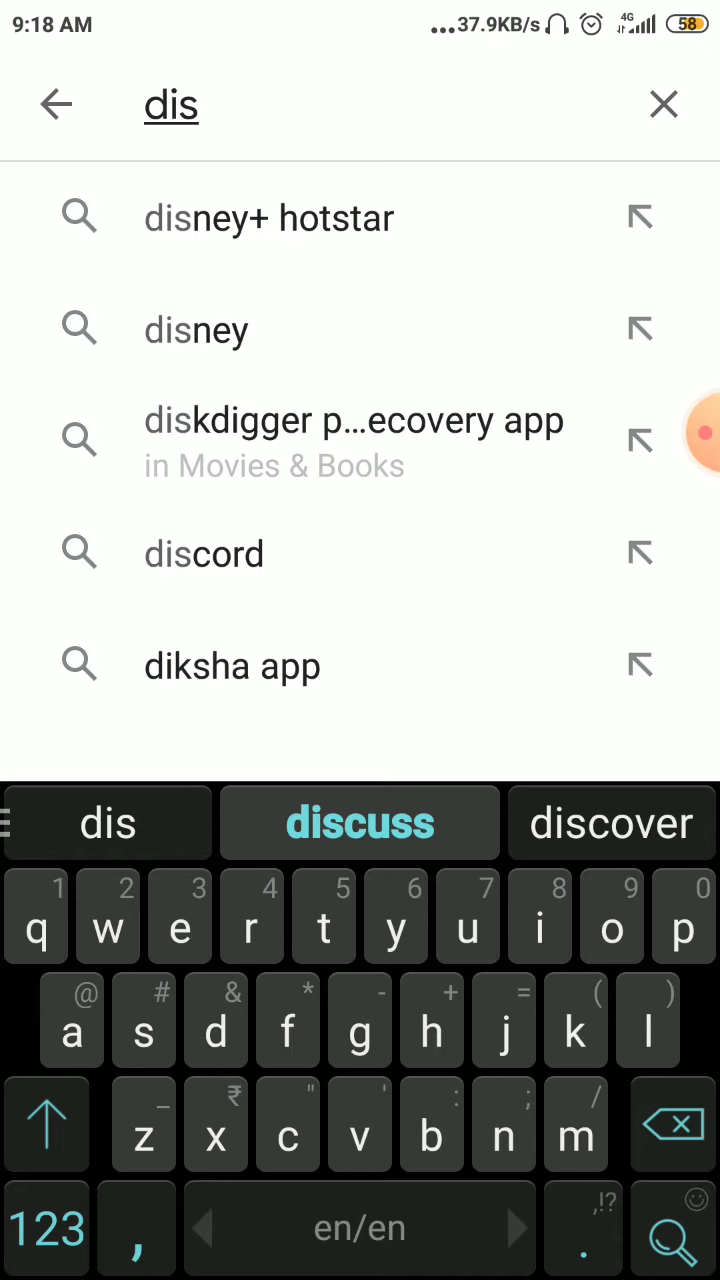 9:18 AM ...37.9KB/s 4G 58
dis
disney+ hotstar
disney
diskdigger p...ecovery app
in Movies & Books
discord
diksha app
dis discuss discover
1 2 3 4 5 6 7 8 9 0
q w e r t y u i o p
@ # & * - + = ( )
a s d f g h j k l
_ ₹ " ' : ; /
z x c v b n m
,!?
123 , en/en .